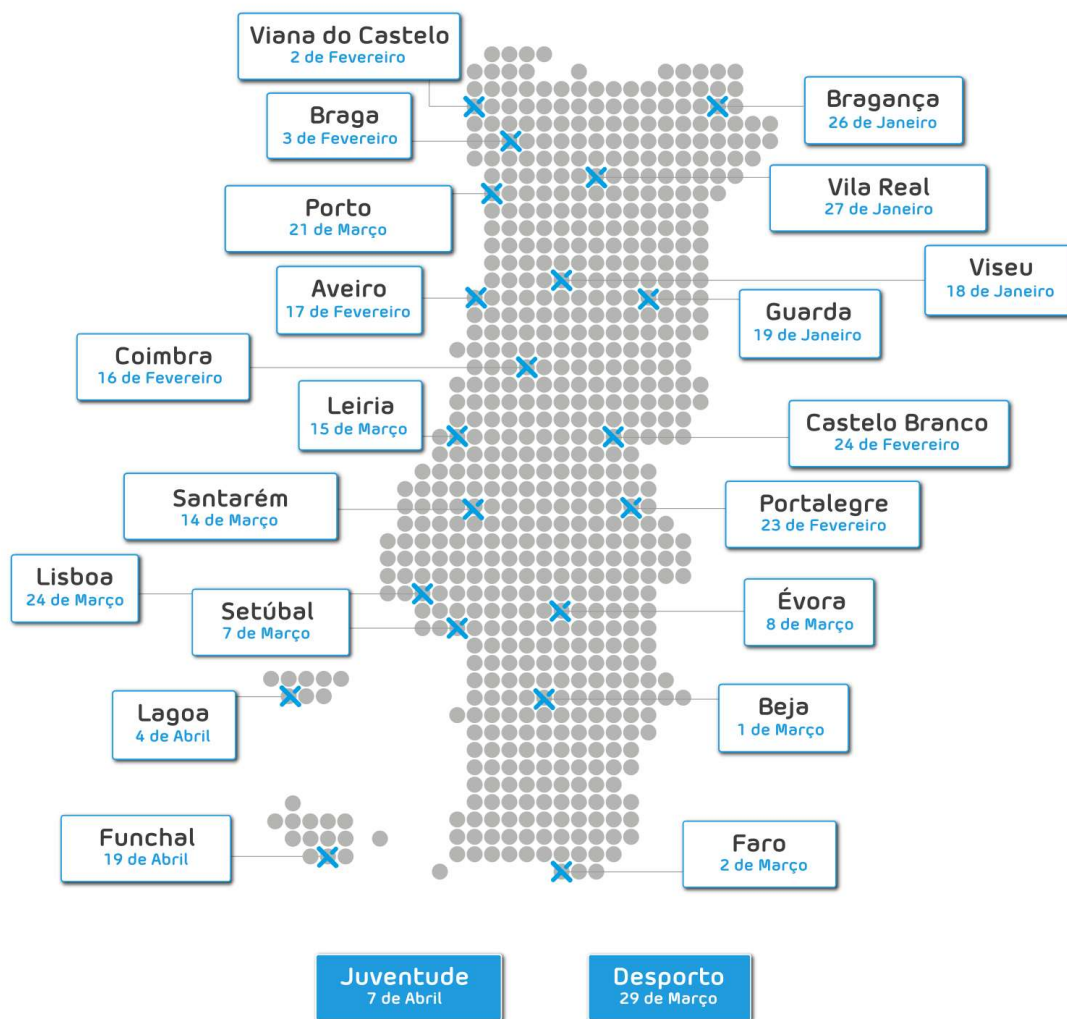 Viana do Castelo
2 de Fevereiro
Bragança
26 de Janeiro
Braga
3 de Fevereiro
Vila Real
27 de Janeiro
Porto
21 de Março
Viseu
18 de Janeiro
Aveiro
17 de Fevereiro
Guarda
19 de Janeiro
Coimbra
16 de Fevereiro
Leiria
15 de Março
Castelo Branco
24 de Fevereiro
Santarém
14 de Março
Portalegre
23 de Fevereiro
Lisboa
24 de Março
Setúbal
7 de Março
Évora
8 de Março
Lagoa
4 de Abril
Beja
1 de Março
Funchal
19 de Abril
Faro
2 de Março
Juventude
7 de Abril
Desporto
29 de Março